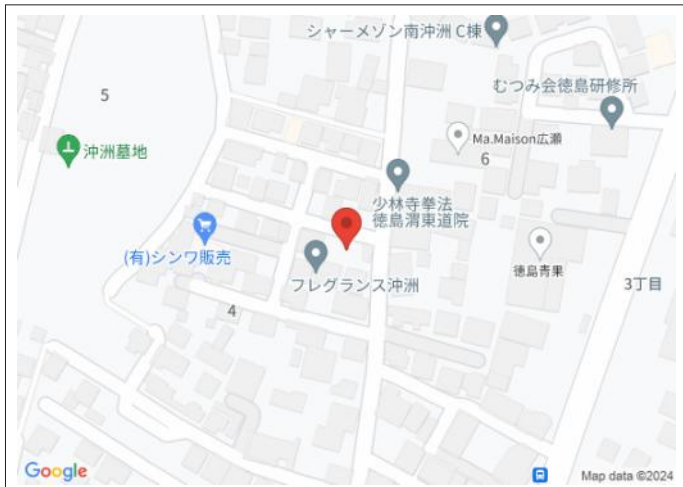 シャーメゾン南沖洲 C棟
むつみ会徳島研修所
5
Ma.Maison広瀬
6
沖洲墓地
少林寺拳法
徳島渭東道院
(有)シンワ販売
徳島青果
フレグランス沖洲
3丁目
4
Google
Map data ©2024